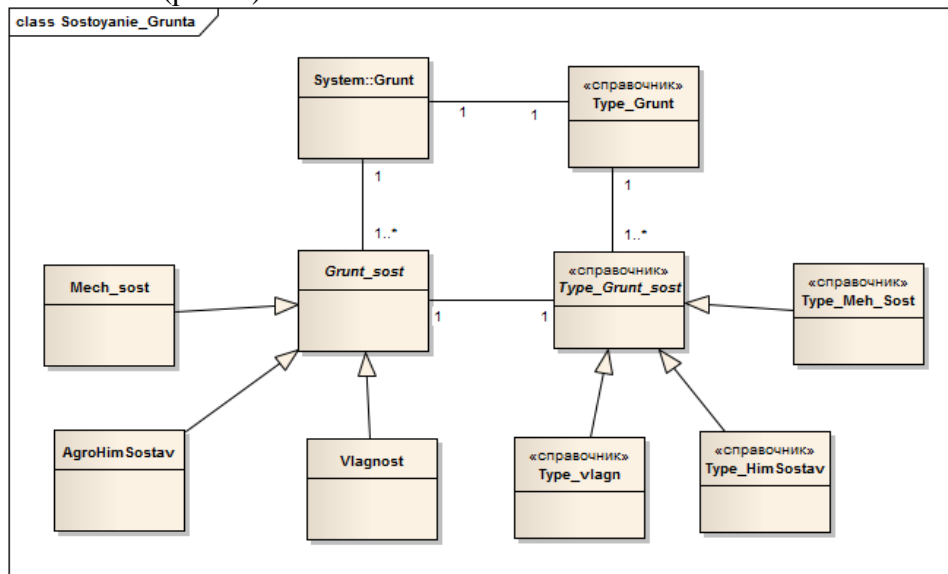 class Sostoyanie_Grunta
System::Grunt
«справочник»
Type_Grunt
1
1
1
1
1..*
1..*
Grunt_sost
«справочник»
Type_Grunt_sost
Mech_sost
«справочник»
Type_Meh_Sost
1
1
AgroHimSostav
Vlagnost
«справочник»
Type_vlagn
«справочник»
Type_HimSostav